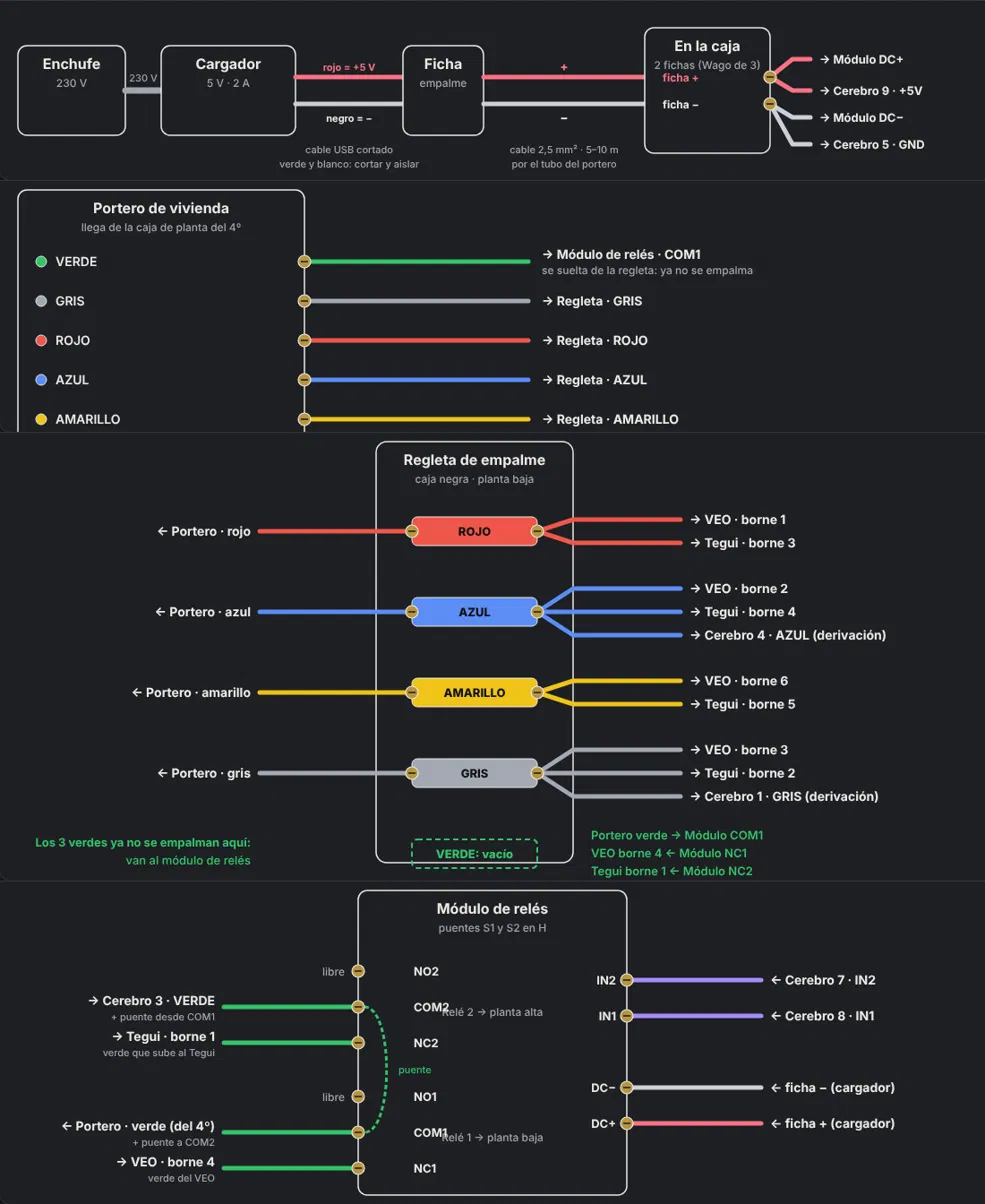 Enchufe
230 V
230 V
Cargador
5 V · 2 A
rojo = +5 V
negro = −
cable USB cortado
verde y blanco: cortar y aislar
Ficha
empalme
+
−
cable 2,5 mm² · 5–10 m
por el tubo del portero
En la caja
2 fichas (Wago de 3)
ficha +
ficha −
→ Módulo DC+
→ Cerebro 9 · +5V
→ Módulo DC−
→ Cerebro 5 · GND
Portero de vivienda
llega de la caja de planta del 4º
VERDE
→ Módulo de relés · COM1
se suelta de la regleta: ya no se empalma
GRIS
→ Regleta · GRIS
ROJO
→ Regleta · ROJO
AZUL
→ Regleta · AZUL
AMARILLO
→ Regleta · AMARILLO
Regleta de empalme
caja negra · planta baja
← Portero · rojo
ROJO
→ VEO · borne 1
→ Tegui · borne 3
← Portero · azul
AZUL
→ VEO · borne 2
→ Tegui · borne 4
→ Cerebro 4 · AZUL (derivación)
← Portero · amarillo
AMARILLO
→ VEO · borne 6
→ Tegui · borne 5
← Portero · gris
GRIS
→ VEO · borne 3
→ Tegui · borne 2
→ Cerebro 1 · GRIS (derivación)
Los 3 verdes ya no se empalman aquí:
van al módulo de relés
VERDE: vacío
Portero verde → Módulo COM1
VEO borne 4 ← Módulo NC1
Tegui borne 1 ← Módulo NC2
Módulo de relés
puentes S1 y S2 en H
libre
NO2
→ Cerebro 3 · VERDE
+ puente desde COM1
COM2
Relé 2 → planta alta
→ Tegui · borne 1
verde que sube al Tegui
NC2
puente
libre
NO1
← Portero · verde (del 4º)
+ puente a COM2
COM1
Relé 1 → planta baja
→ VEO · borne 4
verde del VEO
NC1
IN2
← Cerebro 7 · IN2
IN1
← Cerebro 8 · IN1
DC−
← ficha − (cargador)
DC+
← ficha + (cargador)